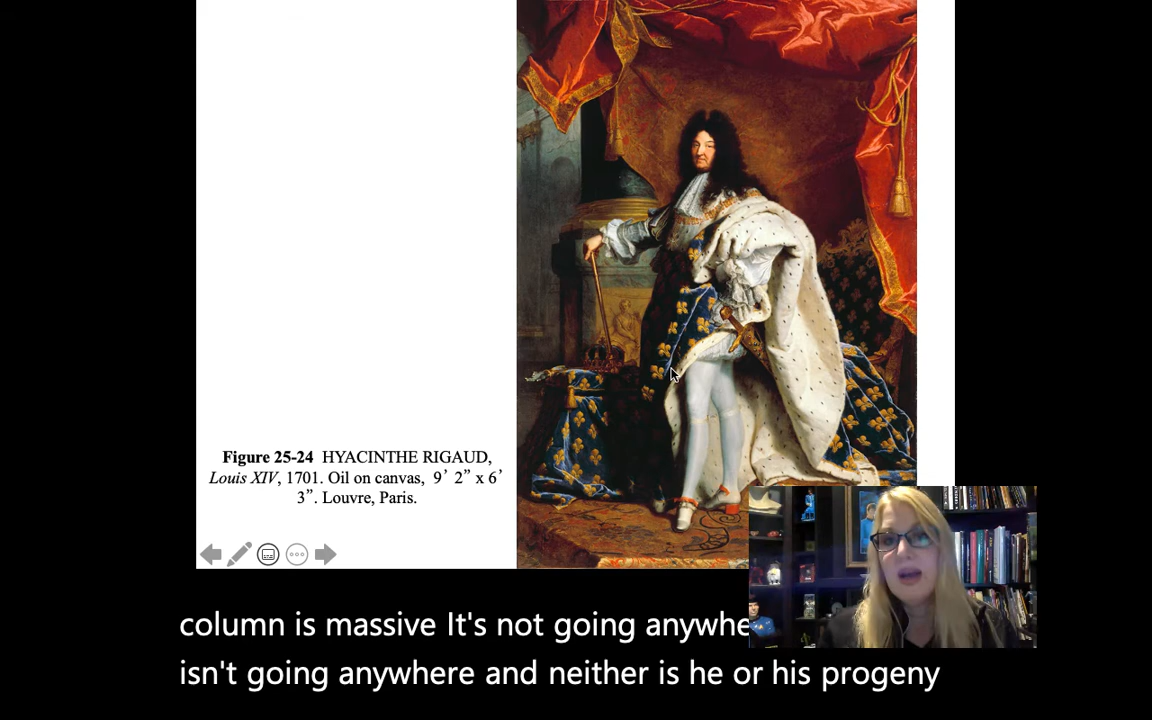 Figure 25-24 HYACINTHE RIGAUD,
Louis XIV, 1701. Oil on canvas, 9’ 2” x 6’
3”. Louvre, Paris.
column is massive It's not going
isn't going anywhere and neither is he or his progeny